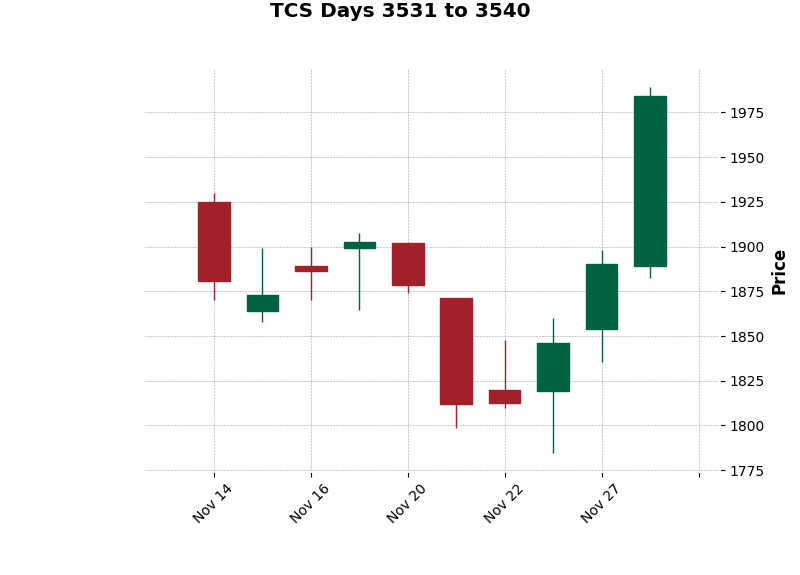 TCS Days 3531 to 3540
1975
1950
1925
1900
1875
1850
1825
1800
1775
Price
Nov 14
Nov 16
Nov 20
Nov 22
Nov 27